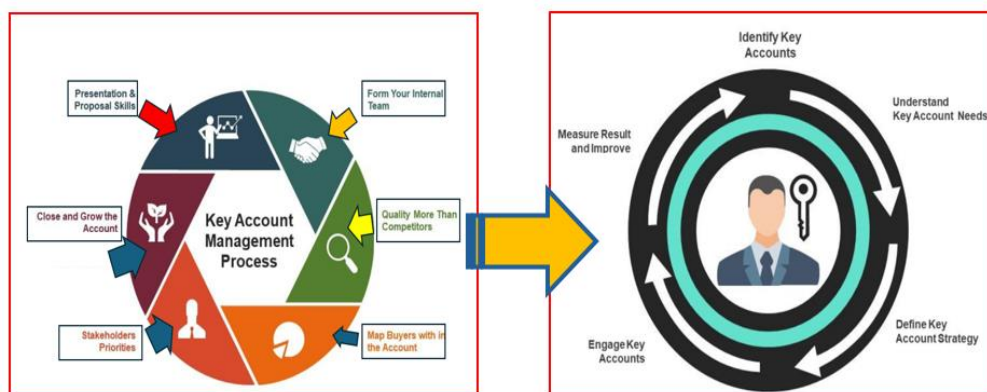 Presentation &
Proposal Skills
Form Your Internal
Team
Close and Grow the
Account
Key Account
Management
Process
Quality More Than
Competitors
Stakeholders
Priorities
Map Buyers with in
the Account
Identify Key
Accounts
Understand
Key Account Needs
Measure Result
and Improve
Engage Key
Accounts
Define Key
Account Strategy